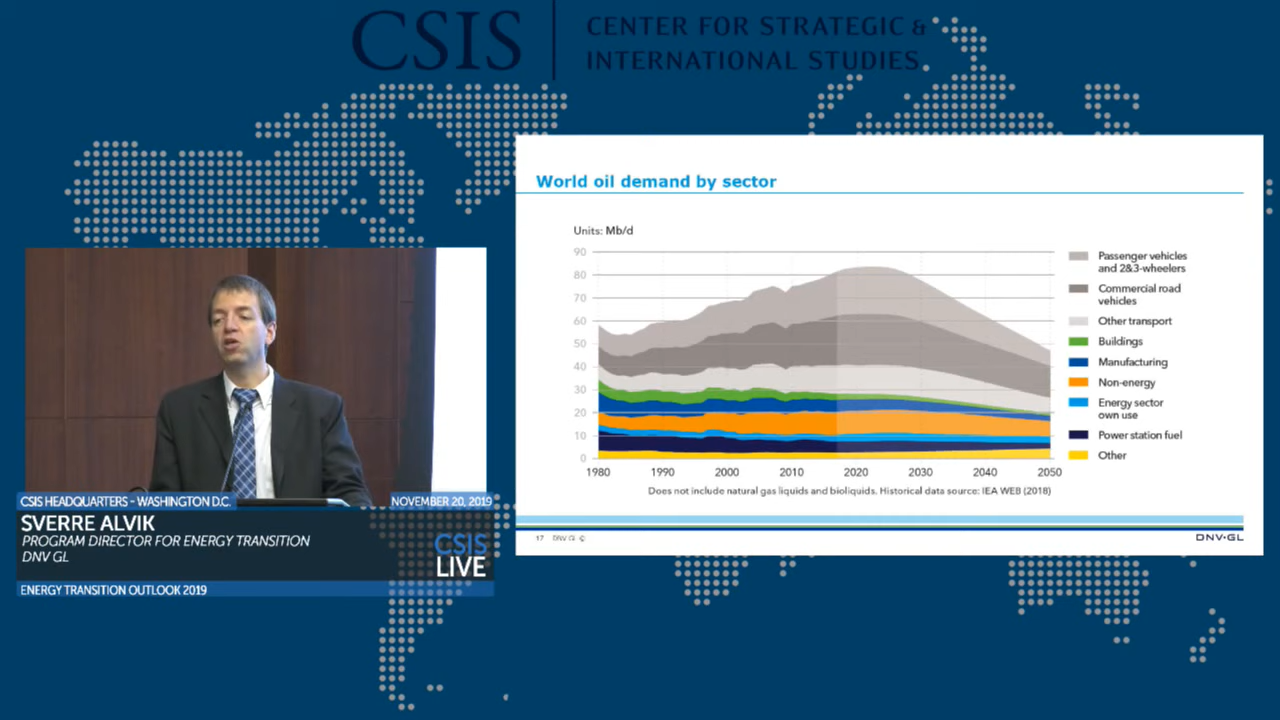 CSIS
CENTER FOR STRATEGIC &
INTERNATIONAL STUDIES
World oil demand by sector
Units: Mb/d
90
80
70
60
50
40
30
20
10
0
1980 1990 2000 2010 2020 2030 2040 2050
Passenger vehicles
and 2&3-wheelers
Commercial road
vehicles
Other transport
Buildings
Manufacturing
Non-energy
Energy sector
own use
Power station fuel
Other
Does not include natural gas liquids and bioliquids. Historical data source: IEA WEB (2018)
17 DNV GL ©
DNV·GL
CSIS HEADQUARTERS - WASHINGTON D.C.
NOVEMBER 20, 2019
SVERRE ALVIK
PROGRAM DIRECTOR FOR ENERGY TRANSITION
DNV GL
CSIS
LIVE
ENERGY TRANSITION OUTLOOK 2019